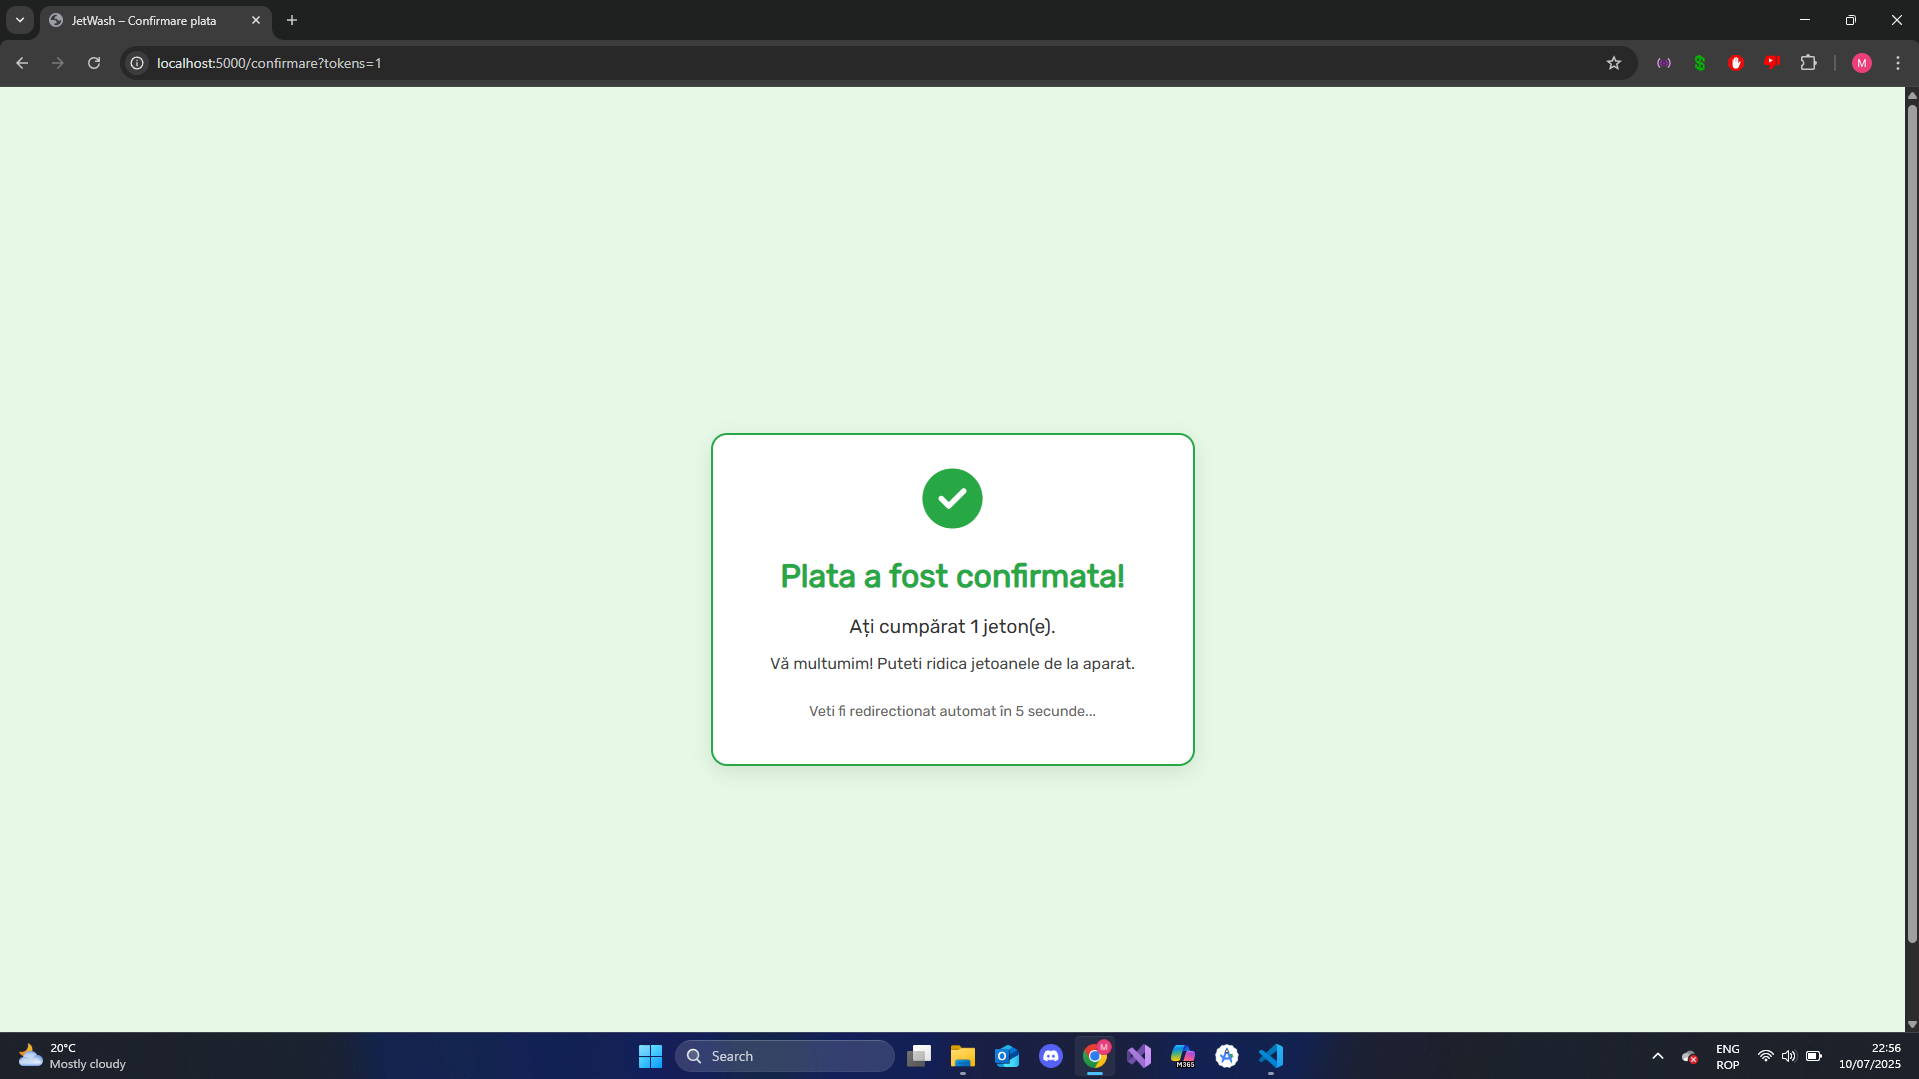 JetWash – Confirmare plata
localhost:5000/confirmare?tokens=1
M
Plata a fost confirmata!
Ați cumpărat 1 jeton(e).
Vă multumim! Puteti ridica jetoanele de la aparat.
Veti fi redirectionat automat în 5 secunde...
20°C
Mostly cloudy
Search
M
M365
ENG
ROP
22:56
10/07/2025